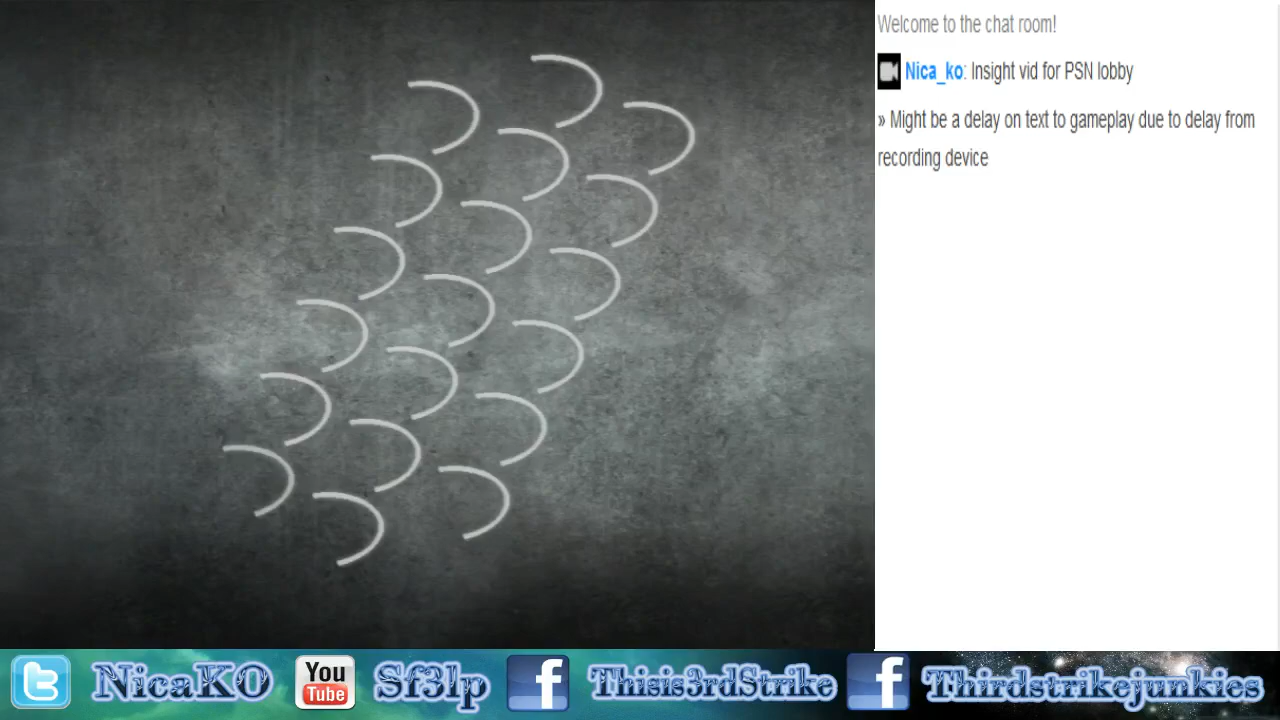 Welcome to the chat room!
Nica_ko: Insight vid for PSN lobby
» Might be a delay on text to gameplay due to delay from
recording device
NicaKO You Tube Sf3lp Thisis3rdStrike Thirdstrikejunkies